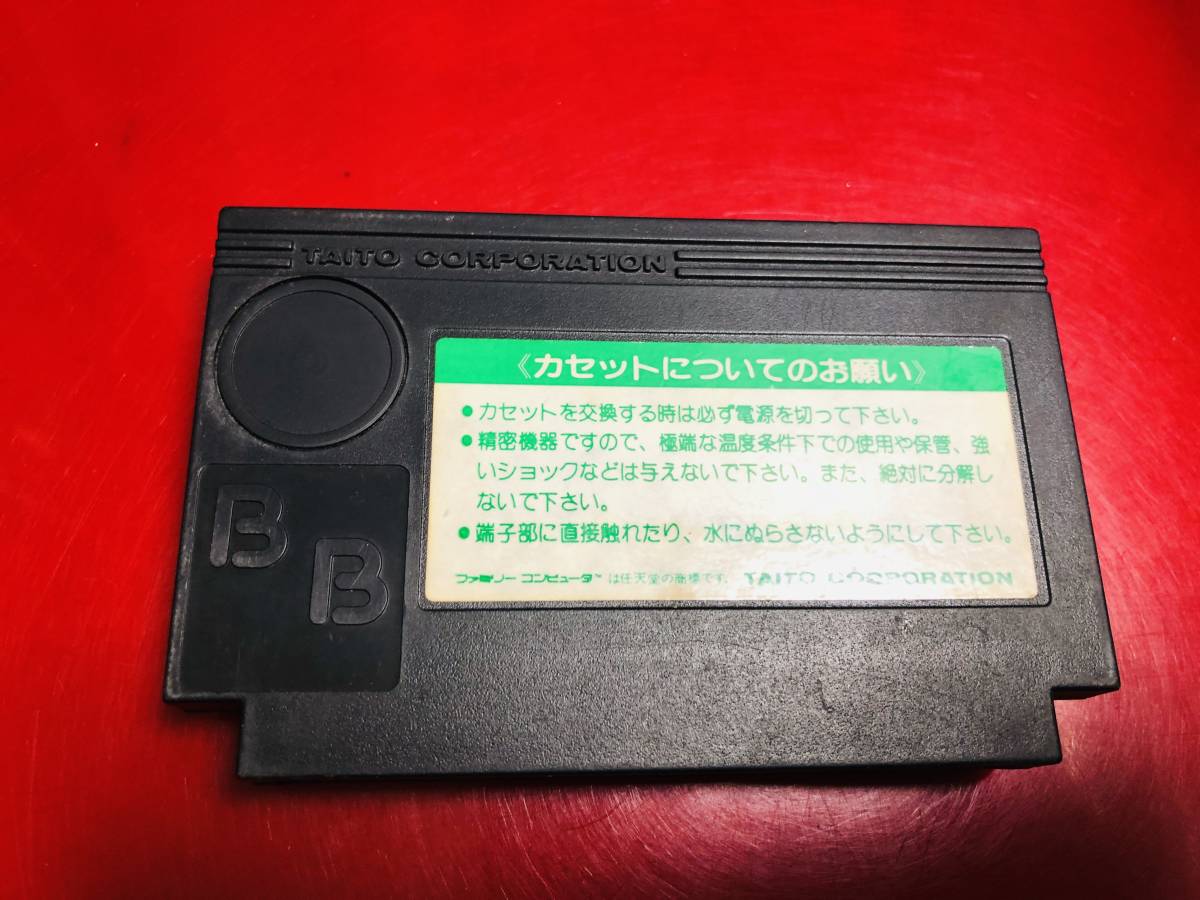 TAITO CORPORATION
《カセットについてのお願い》
● カセットを交換する時は必ず電源を切って下さい。
● 精密機器ですので、極端な温度条件下での使用や保管、強
いショックなどは与えないで下さい。また、絶対に分解し
ないで下さい。
● 端子部に直接触れたり、水にぬらさないようにして下さい。
ファミリーコンピュータ™は任天堂の商標です。 TAITO CORPORATION
B
B